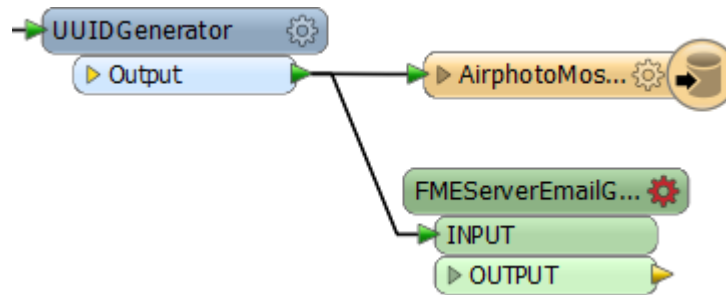 UUIDGenerator
Output
AirphotoMos...
FMEServerEmailG...
INPUT
OUTPUT